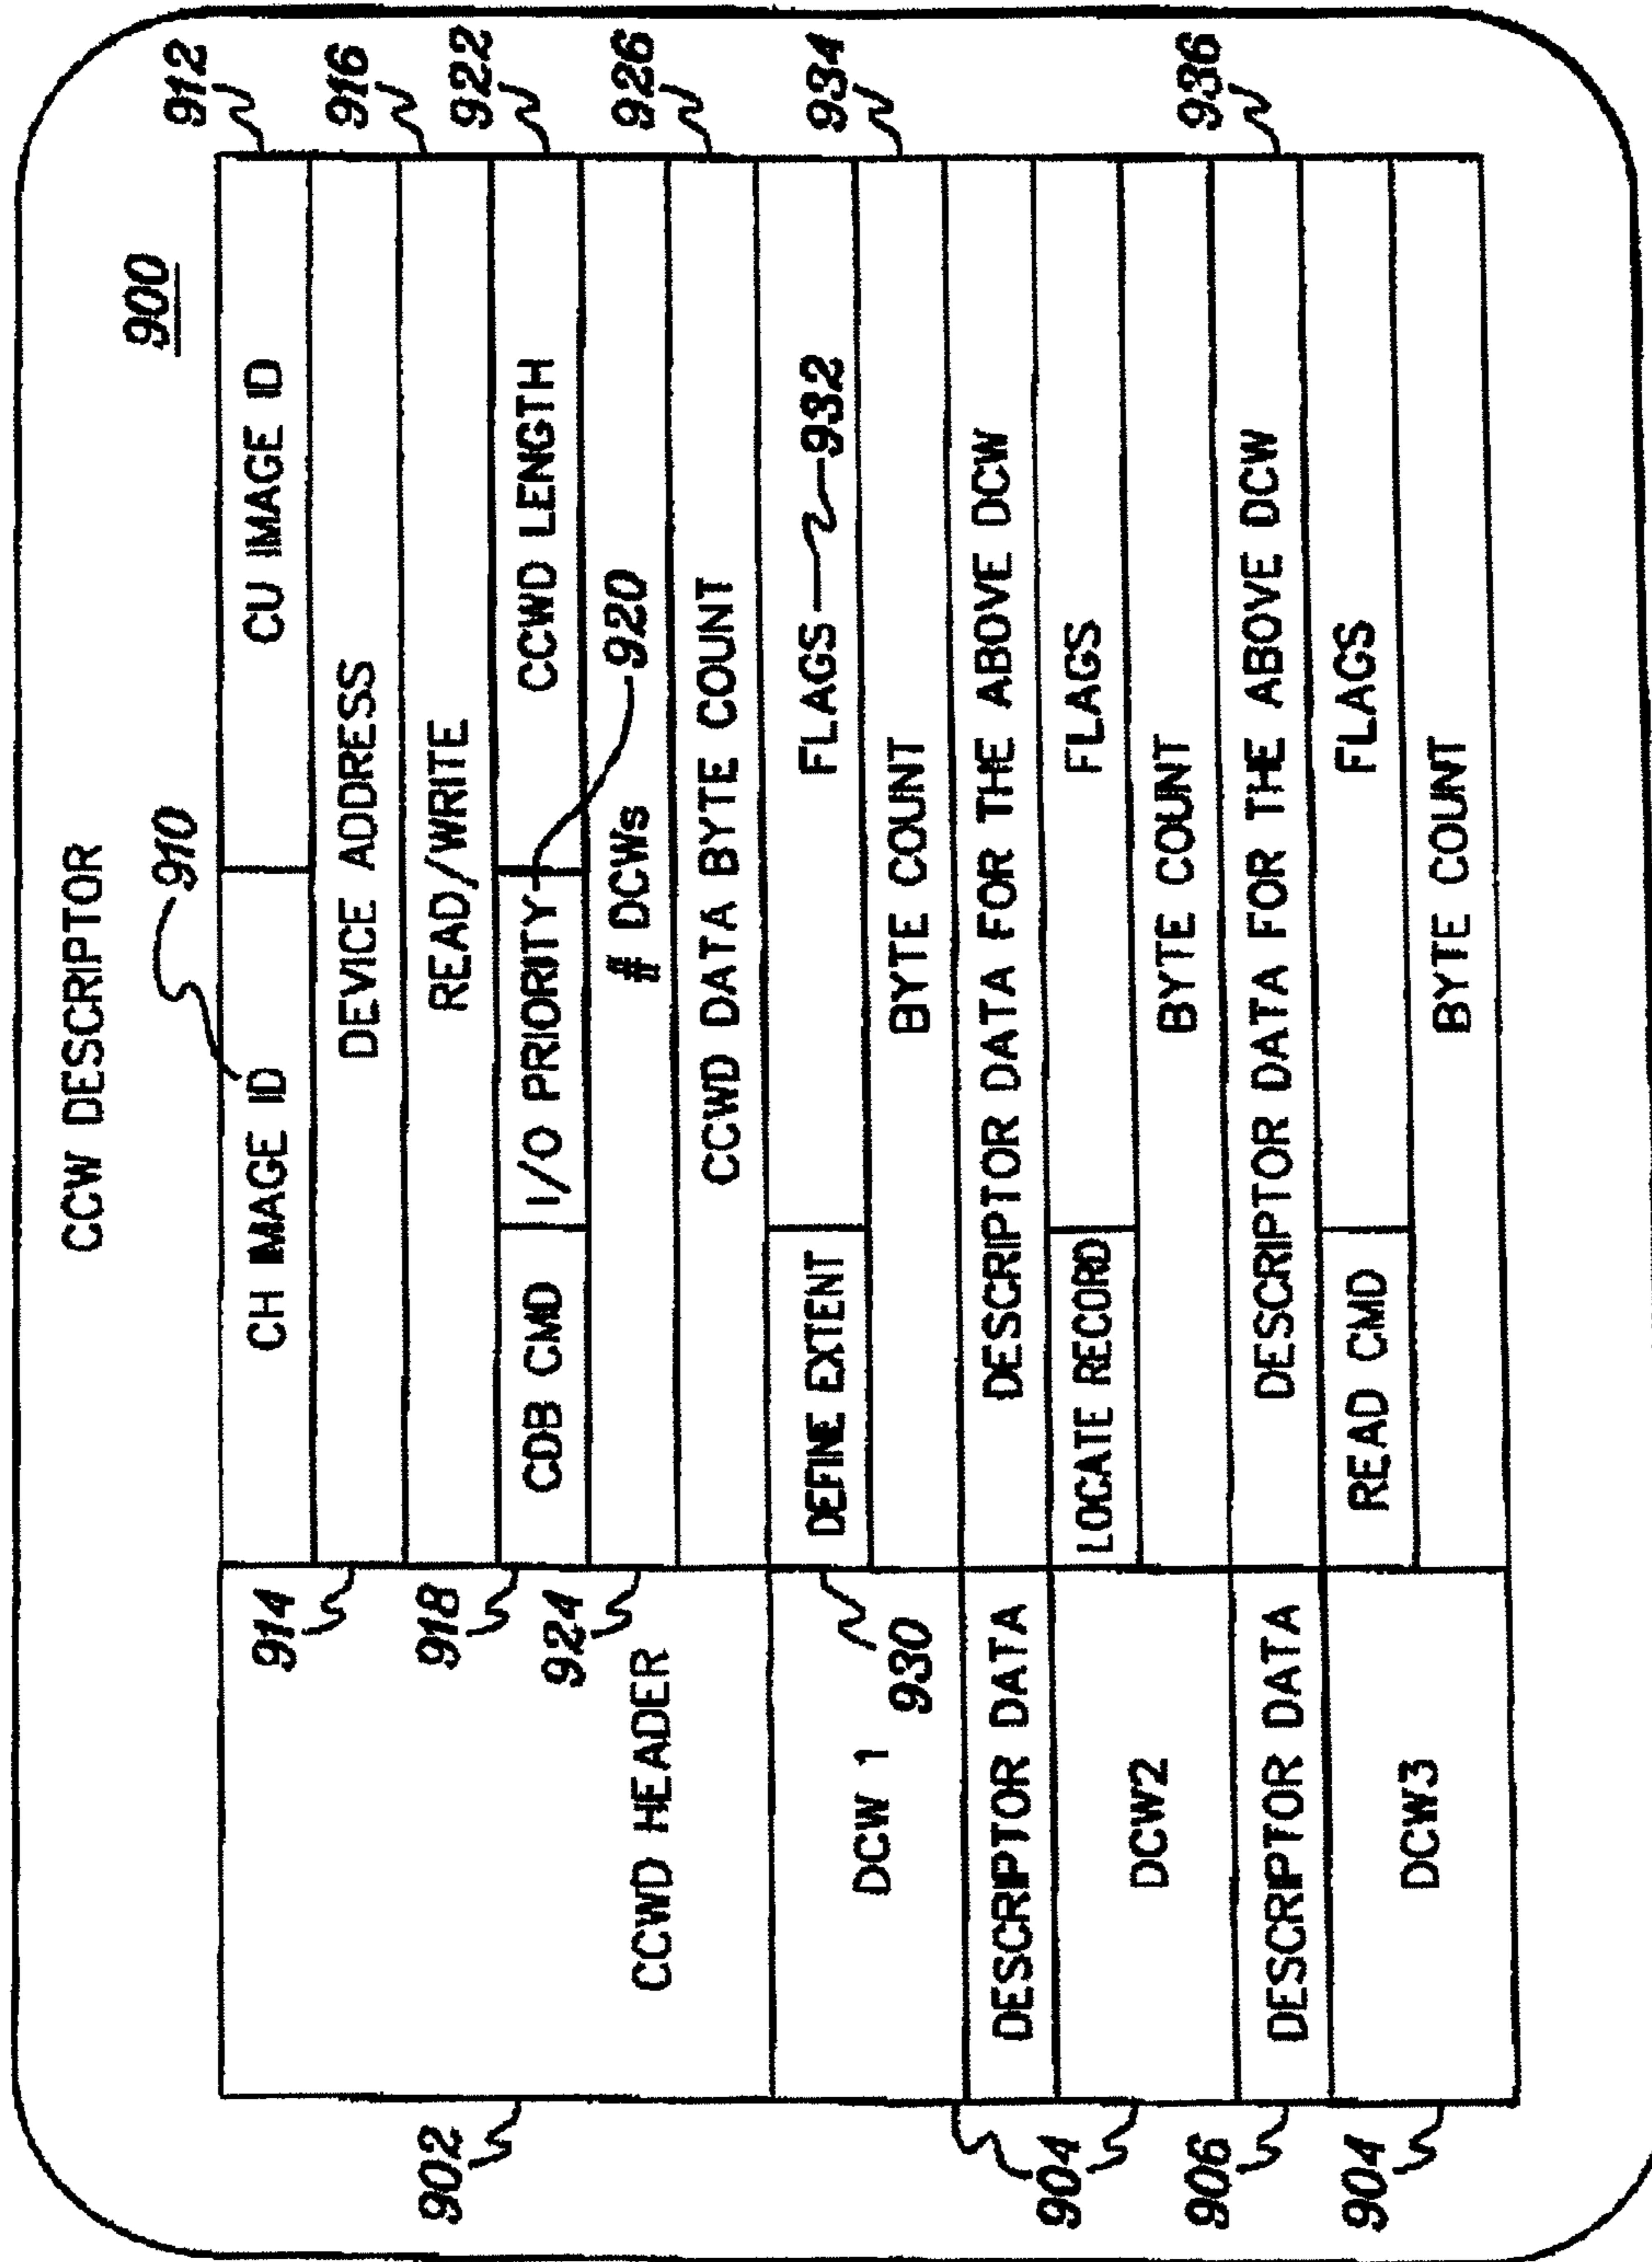 CCW DESCRIPTOR
900
910
CH IMAGE ID CU IMAGE ID 912
914 DEVICE ADDRESS
READ/WRITE 916
918 CDB CMD I/O PRIORITY CCWD LENGTH 922
920
924 # DCWs
CCWD HEADER
902
CCWD DATA BYTE COUNT 926
DCW 1 DEFINE EXTENT FLAGS 932
930
BYTE COUNT 934
904 DESCRIPTOR DATA DESCRIPTOR DATA FOR THE ABOVE DCW
DCW2 LOCATE RECORD FLAGS
BYTE COUNT
906 DESCRIPTOR DATA DESCRIPTOR DATA FOR THE ABOVE DCW 936
904 DCW3 READ CMD FLAGS
BYTE COUNT